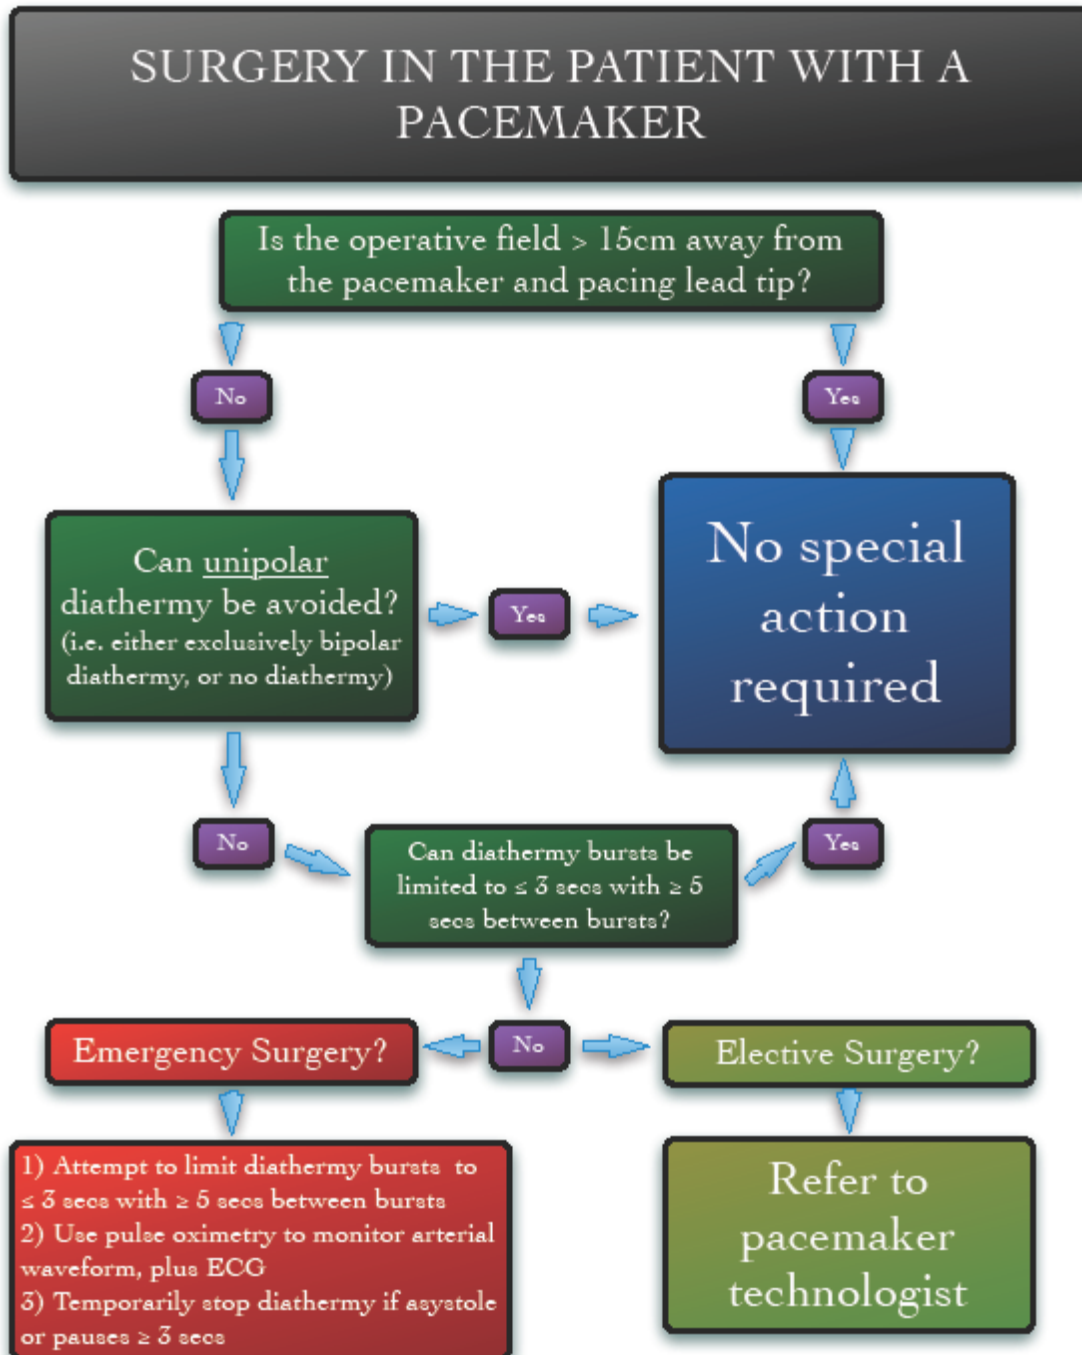 SURGERY IN THE PATIENT WITH A
PACEMAKER
Is the operative field > 15cm away from
the pacemaker and pacing lead tip?
No
Yes
Can unipolar
diathermy be avoided?
(i.e. either exclusively bipolar
diathermy, or no diathermy)
Yes
No special
action
required
No
Can diathermy bursts be
limited to ≤ 3 secs with ≥ 5
secs between bursts?
Yes
Emergency Surgery?
No
Elective Surgery?
1) Attempt to limit diathermy bursts to
≤ 3 secs with ≥ 5 secs between bursts
2) Use pulse oximetry to monitor arterial
waveform, plus ECG
3) Temporarily stop diathermy if asystole
or pauses ≥ 3 secs
Refer to
pacemaker
technologist